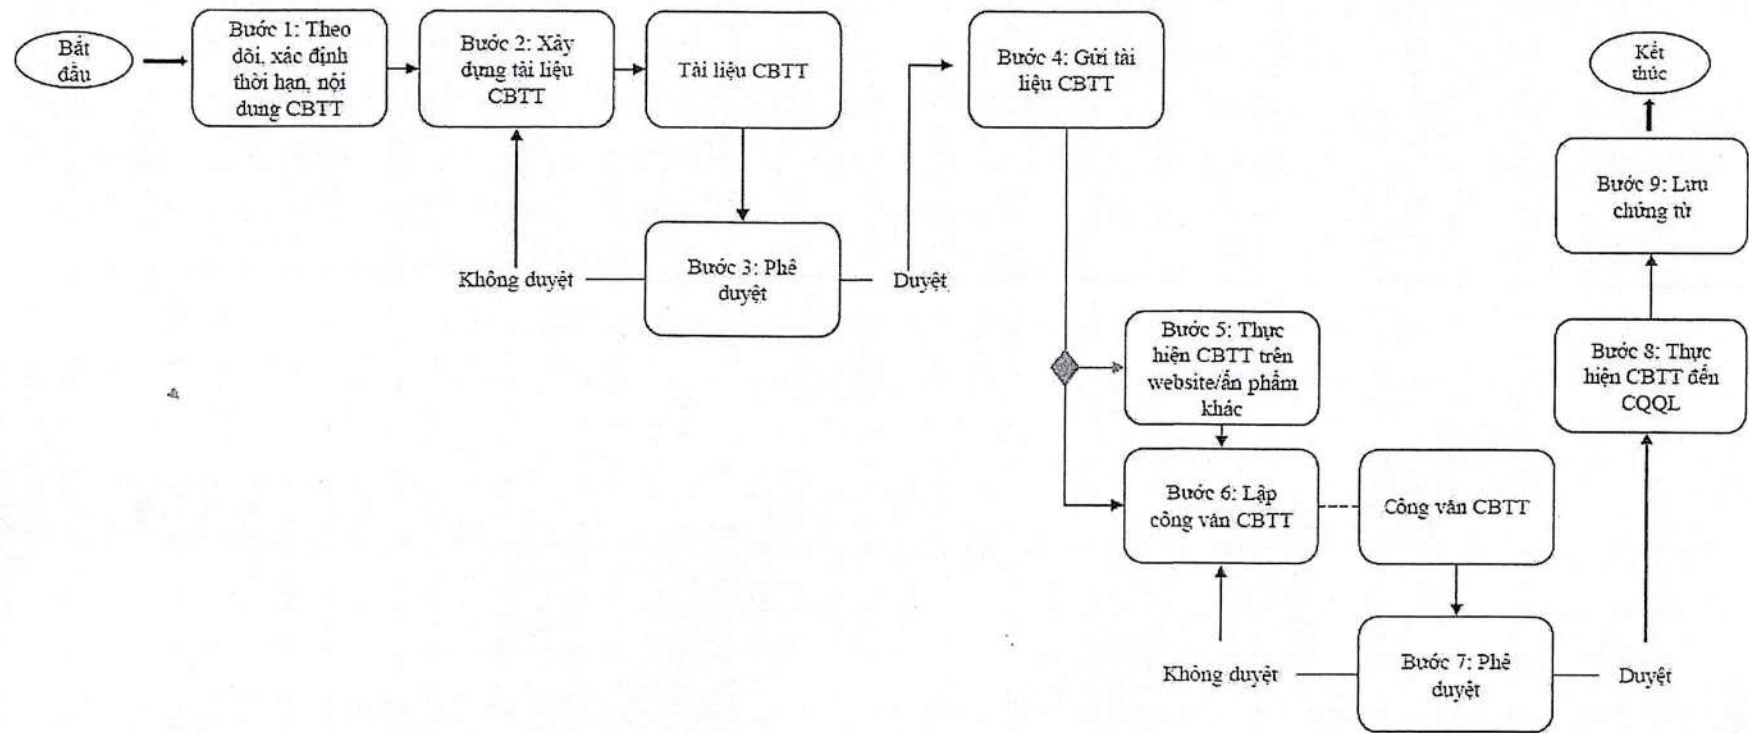 Bắt
đầu
Bước 1: Theo
dõi, xác định
thời hạn, nội
dung CBTT
Bước 2: Xây
dựng tài liệu
CBTT
Tài liệu CBTT
Bước 3: Phê
duyệt
Không duyệt
Duyệt
Bước 4: Gửi tài
liệu CBTT
Bước 5: Thực
hiện CBTT trên
website/ấn phẩm
khác
Bước 6: Lập
công văn CBTT
Công văn CBTT
Bước 7: Phê
duyệt
Không duyệt
Duyệt
Bước 8: Thực
hiện CBTT đến
CQQL
Bước 9: Lưu
chứng từ
Kết
thúc